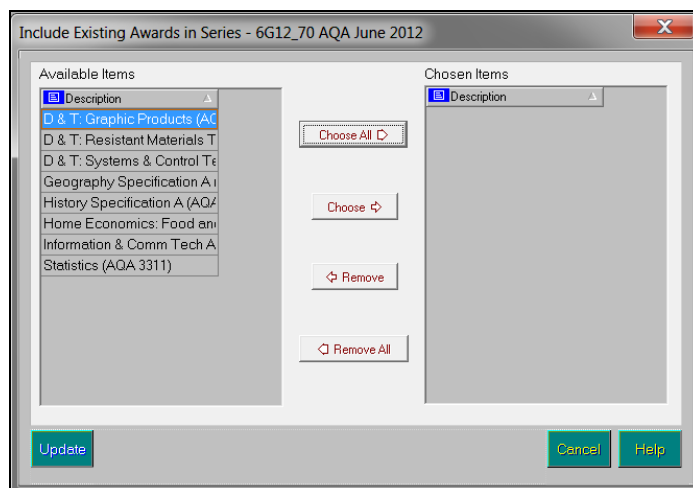 Include Existing Awards in Series - 6G12_70 AQA June 2012
Available Items
Description
D & T: Graphic Products (AC
D & T: Resistant Materials T
D & T: Systems & Control Te
Geography Specification A
History Specification A (AQA
Home Economics: Food and
Information & Comm Tech A
Statistics (AQA 3311)
Choose All
Choose
Remove
Remove All
Chosen Items
Description
Update
Cancel
Help